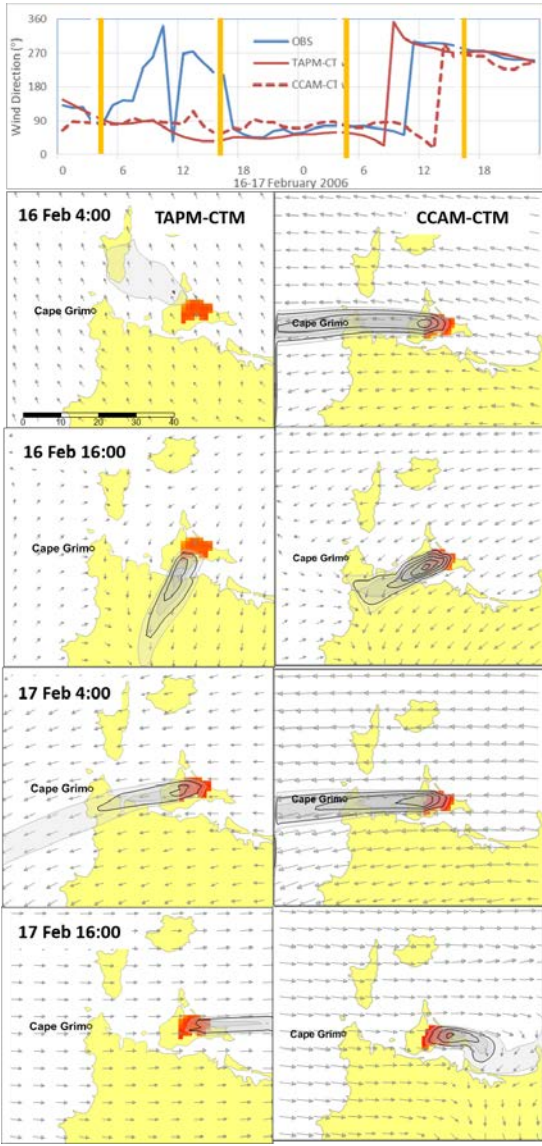 360
270
180
90
0
Wind Direction (°)
OBS
TAPM-CT
CCAM-CT
0 6 12 18 0 6 12 18
16-17 February 2006
16 Feb 4:00 TAPM-CTM CCAM-CTM
Cape Grim Cape Grim
0 10 20 30 40
16 Feb 16:00
Cape Grim Cape Grim
17 Feb 4:00
Cape Grim Cape Grim
17 Feb 16:00
Cape Grim Cape Grim